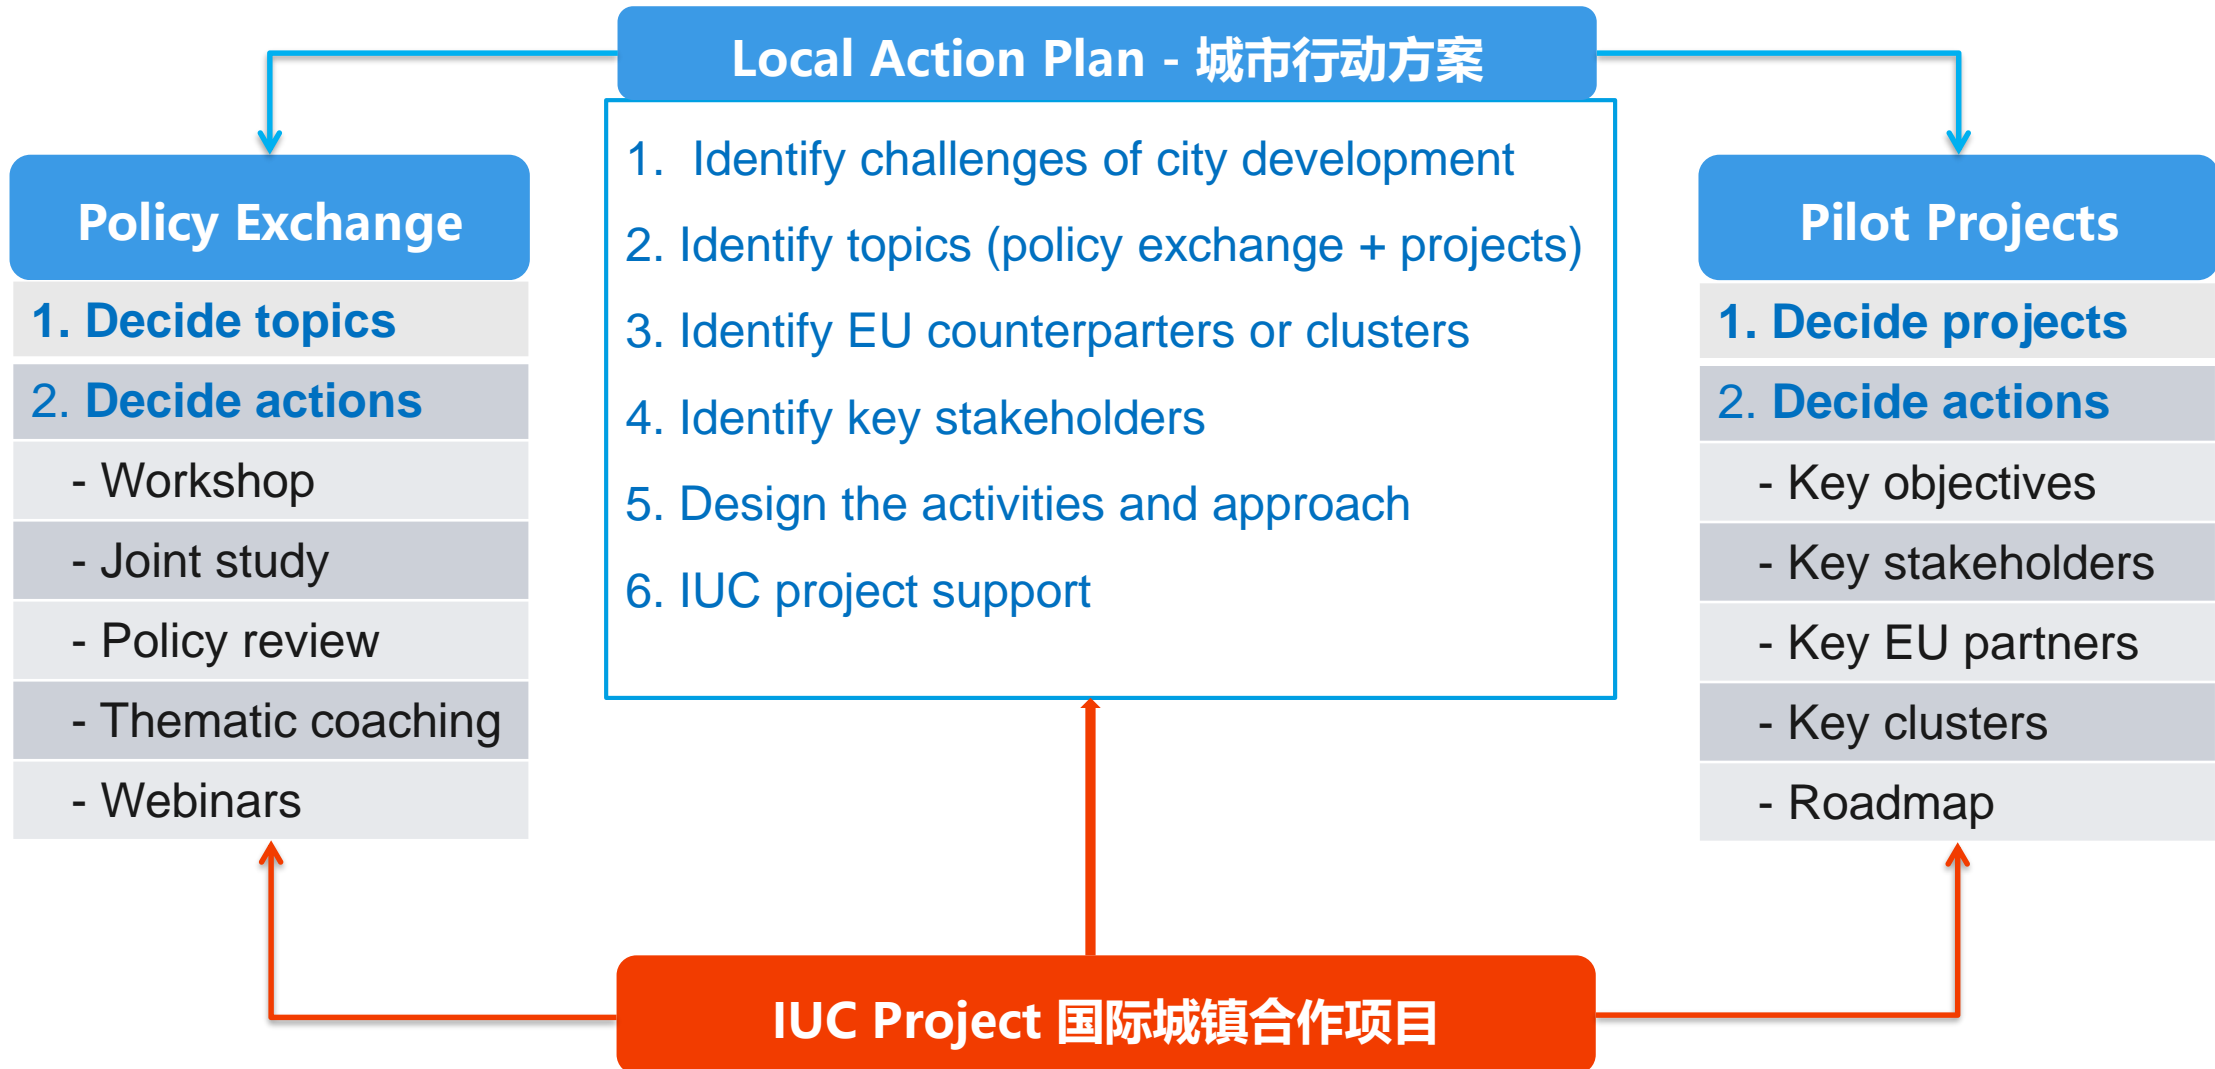 Local Action Plan - 城市行动方案
Policy Exchange
1. Decide topics
2. Decide actions
- Workshop
- Joint study
- Policy review
- Thematic coaching
- Webinars
1. Identify challenges of city development
2. Identify topics (policy exchange + projects)
3. Identify EU counterparters or clusters
4. Identify key stakeholders
5. Design the activities and approach
6. IUC project support
Pilot Projects
1. Decide projects
2. Decide actions
- Key objectives
- Key stakeholders
- Key EU partners
- Key clusters
- Roadmap
IUC Project 国际城镇合作项目